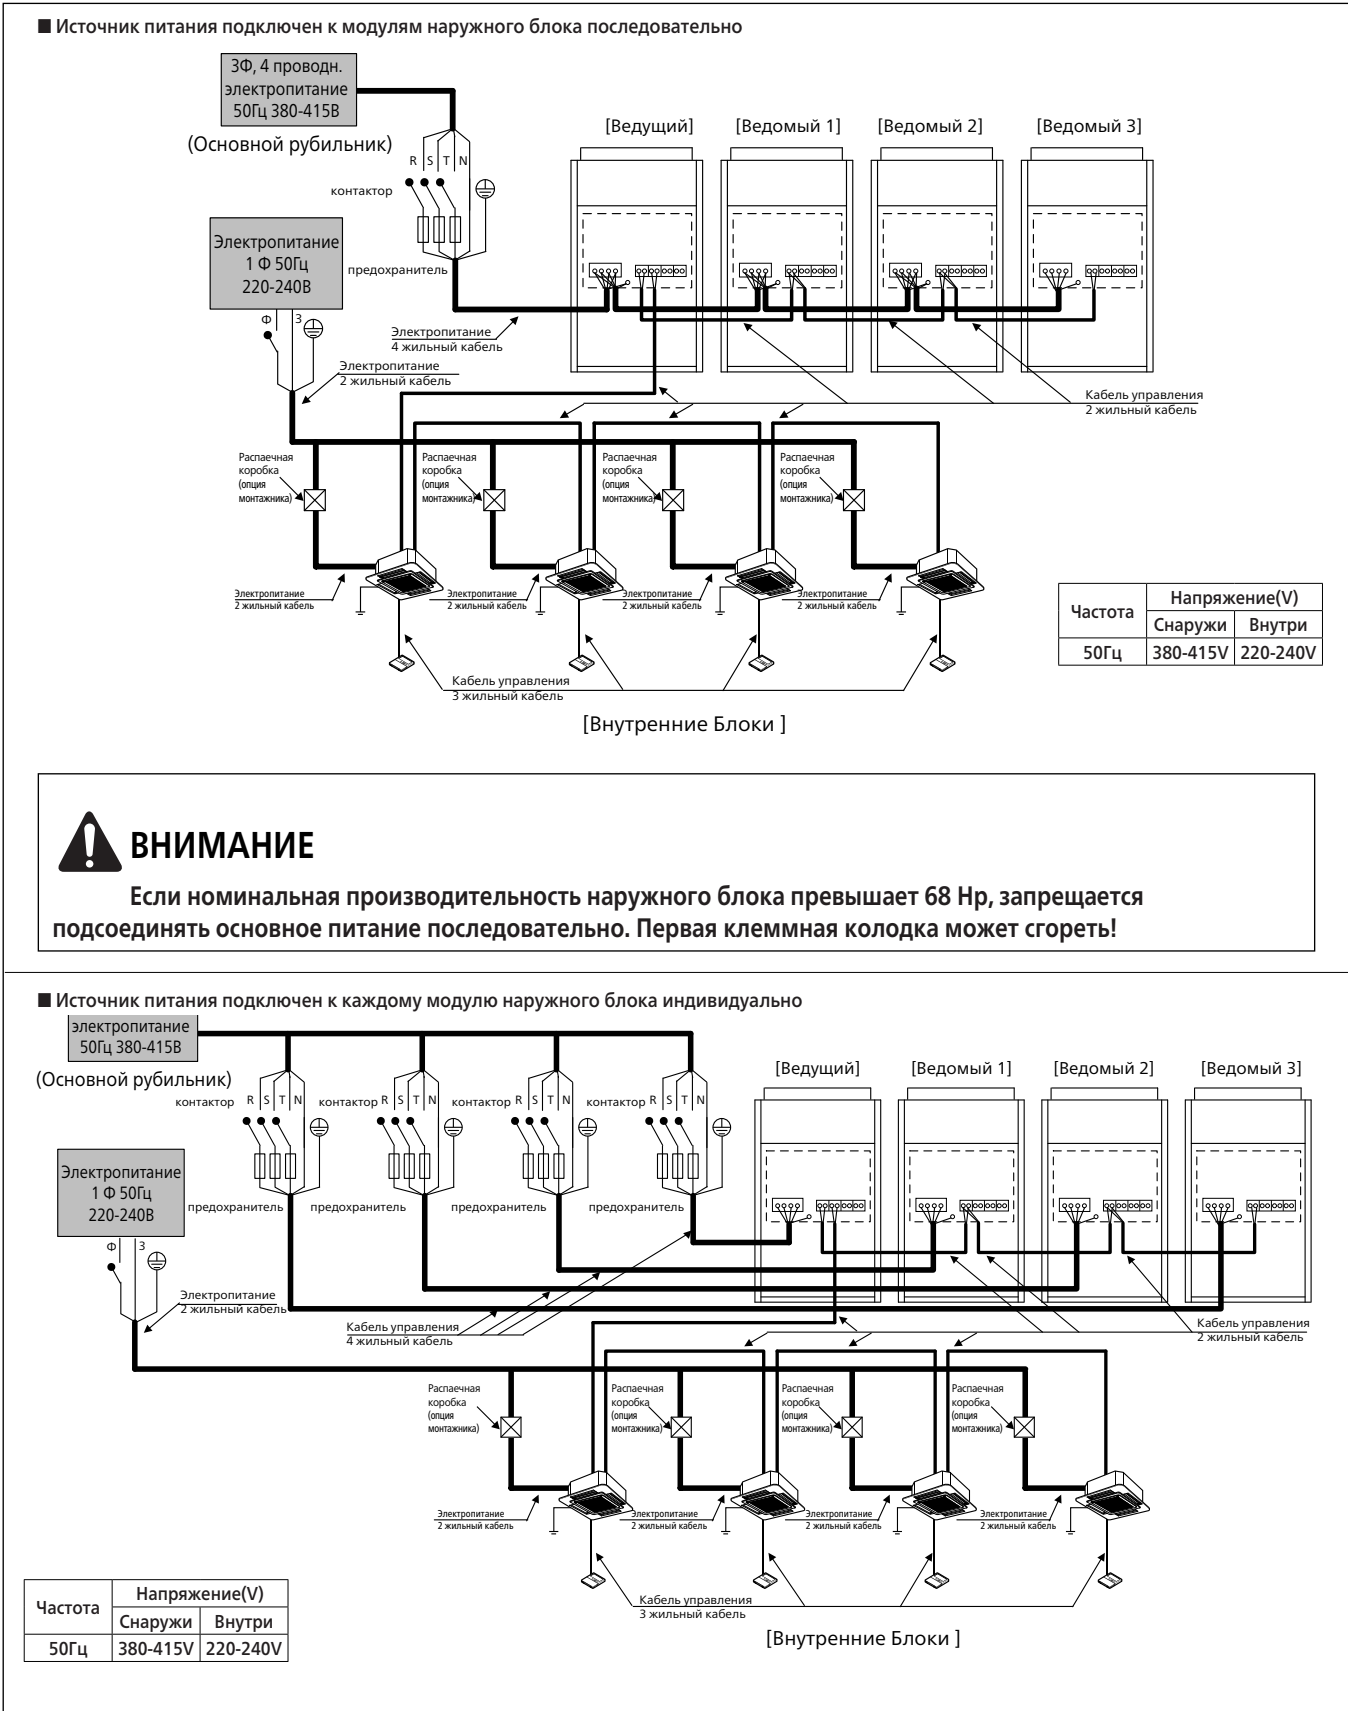 ■ Источник питания подключен к модулям наружного блока последовательно
3Ф, 4 проводн.
электропитание
50Гц 380-415В
(Основной рубильник)
[Ведущий] [Ведомый 1] [Ведомый 2] [Ведомый 3]
R S T N
контактор
Электропитание
1 Ф 50Гц
220-240В
предохранитель
Ф З
Электропитание
4 жильный кабель
Электропитание
2 жильный кабель
Кабель управления
2 жильный кабель
Распаечная
коробка
(опция
монтажника)
Распаечная
коробка
(опция
монтажника)
Распаечная
коробка
(опция
монтажника)
Распаечная
коробка
(опция
монтажника)
Электропитание
2 жильный кабель
Электропитание
2 жильный кабель
Электропитание
2 жильный кабель
Электропитание
2 жильный кабель
Частота Напряжение(V)
Снаружи Внутри
50Гц 380-415V 220-240V
Кабель управления
3 жильный кабель
[Внутренние Блоки ]
ВНИМАНИЕ
Если номинальная производительность наружного блока превышает 68 Hp, запрещается
подсоединять основное питание последовательно. Первая клеммная колодка может сгореть!
■ Источник питания подключен к каждому модулю наружного блока индивидуально
электропитание
50Гц 380-415В
(Основной рубильник)
[Ведущий] [Ведомый 1] [Ведомый 2] [Ведомый 3]
контактор R S T N контактор R S T N контактор R S T N контактор R S T N
Электропитание
1 Ф 50Гц
220-240В
предохранитель предохранитель предохранитель предохранитель
Ф З
Электропитание
2 жильный кабель
Кабель управления
4 жильный кабель
Кабель управления
2 жильный кабель
Распаечная
коробка
(опция
монтажника)
Распаечная
коробка
(опция
монтажника)
Распаечная
коробка
(опция
монтажника)
Распаечная
коробка
(опция
монтажника)
Электропитание
2 жильный кабель
Электропитание
2 жильный кабель
Электропитание
2 жильный кабель
Электропитание
2 жильный кабель
Частота Напряжение(V)
Снаружи Внутри
50Гц 380-415V 220-240V
Кабель управления
3 жильный кабель
[Внутренние Блоки ]